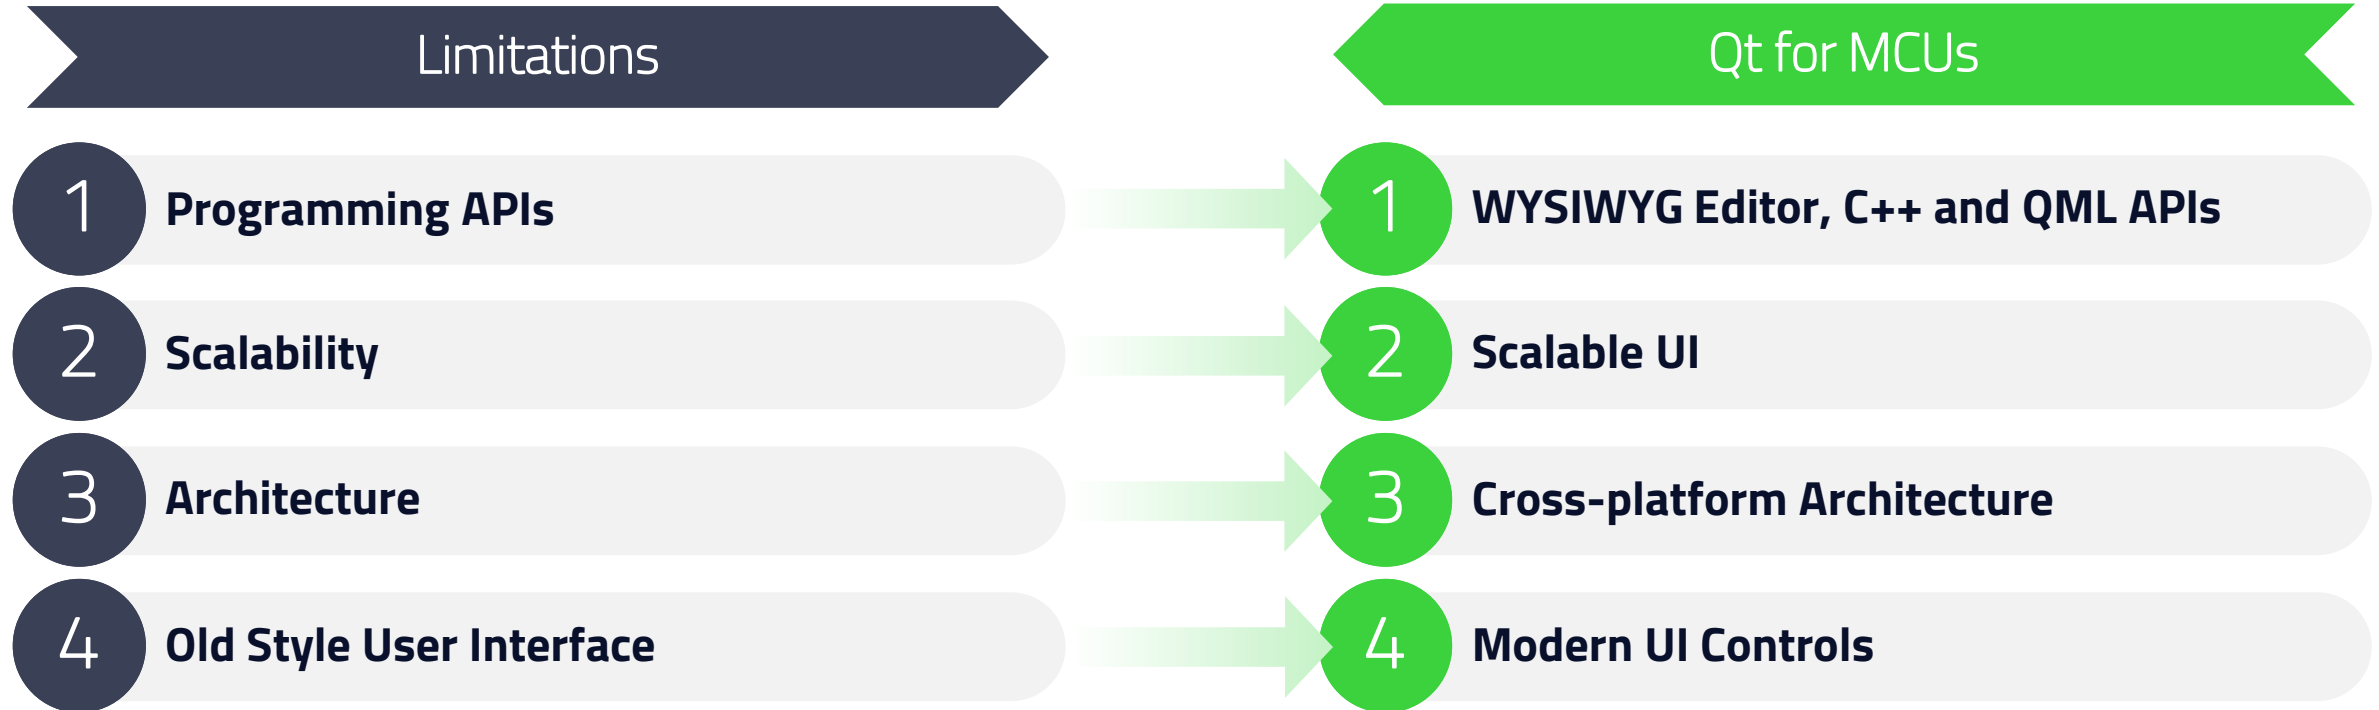 Limitations
Qt for MCUs
1 Programming APIs
1 WYSIWYG Editor, C++ and QML APIs
2 Scalability
2 Scalable UI
3 Architecture
3 Cross-platform Architecture
4 Old Style User Interface
4 Modern UI Controls